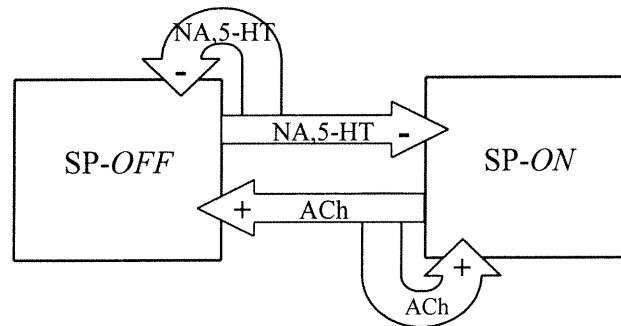 NA,5-HT
-
SP-OFF
NA,5-HT -
SP-ON
+ ACh
+
ACh